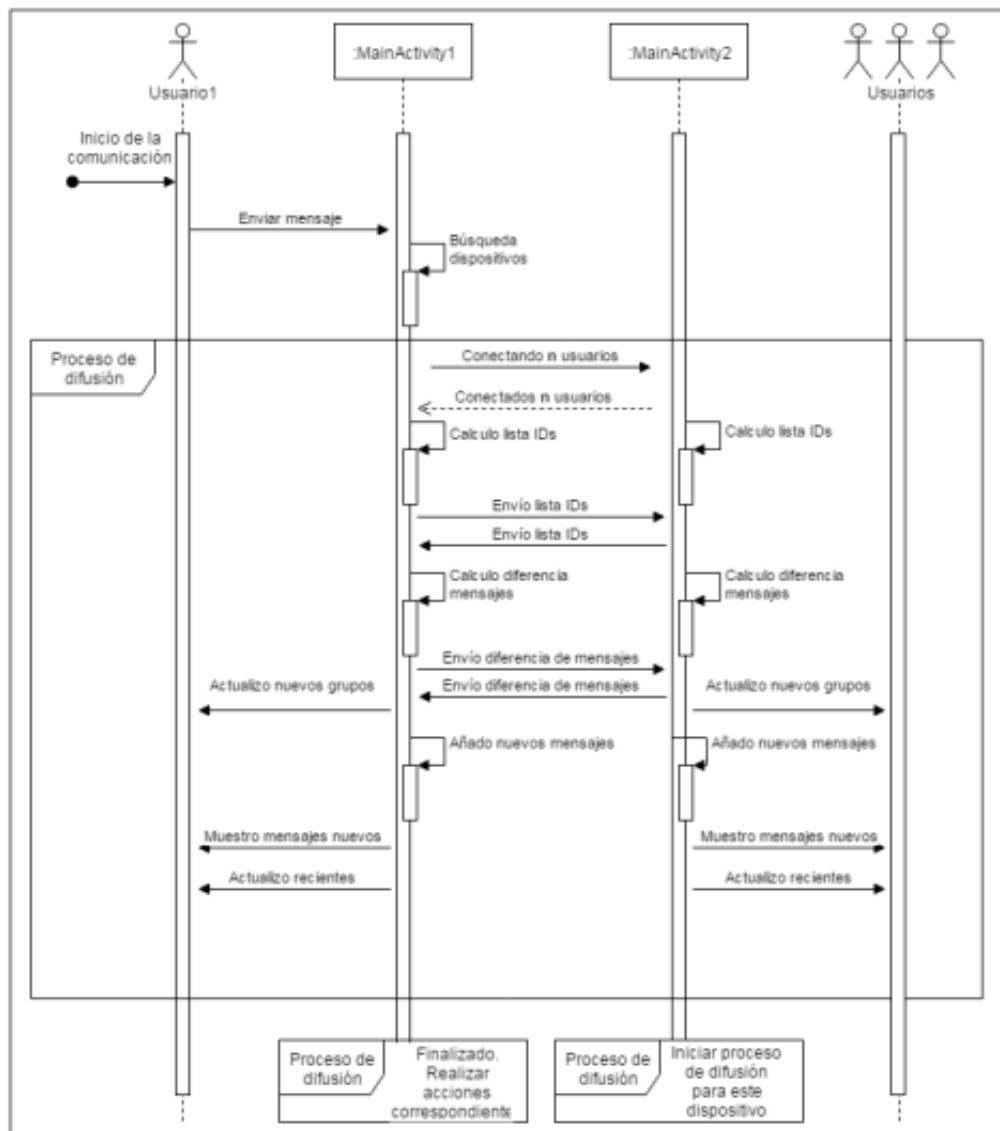 :MainActivity1
:MainActivity2
Usuario1
Usuarios
Inicio de la
comunicación
Enviar mensaje
Búsqueda
dispositivos
Proceso de
difusión
Conectando n usuarios
Conectados n usuarios
Calculo lista IDs
Calculo lista IDs
Envío lista IDs
Envío lista IDs
Calculo diferencia
mensajes
Calculo diferencia
mensajes
Envío diferencia de mensajes
Envío diferencia de mensajes
Actualizo nuevos grupos
Actualizo nuevos grupos
Añado nuevos mensajes
Añado nuevos mensajes
Muestro mensajes nuevos
Muestro mensajes nuevos
Actualizo recientes
Actualizo recientes
Proceso de
difusión
Finalizado.
Realizar
acciones
correspondiente
Proceso de
difusión
Iniciar proceso
de difusión
para este
dispositivo